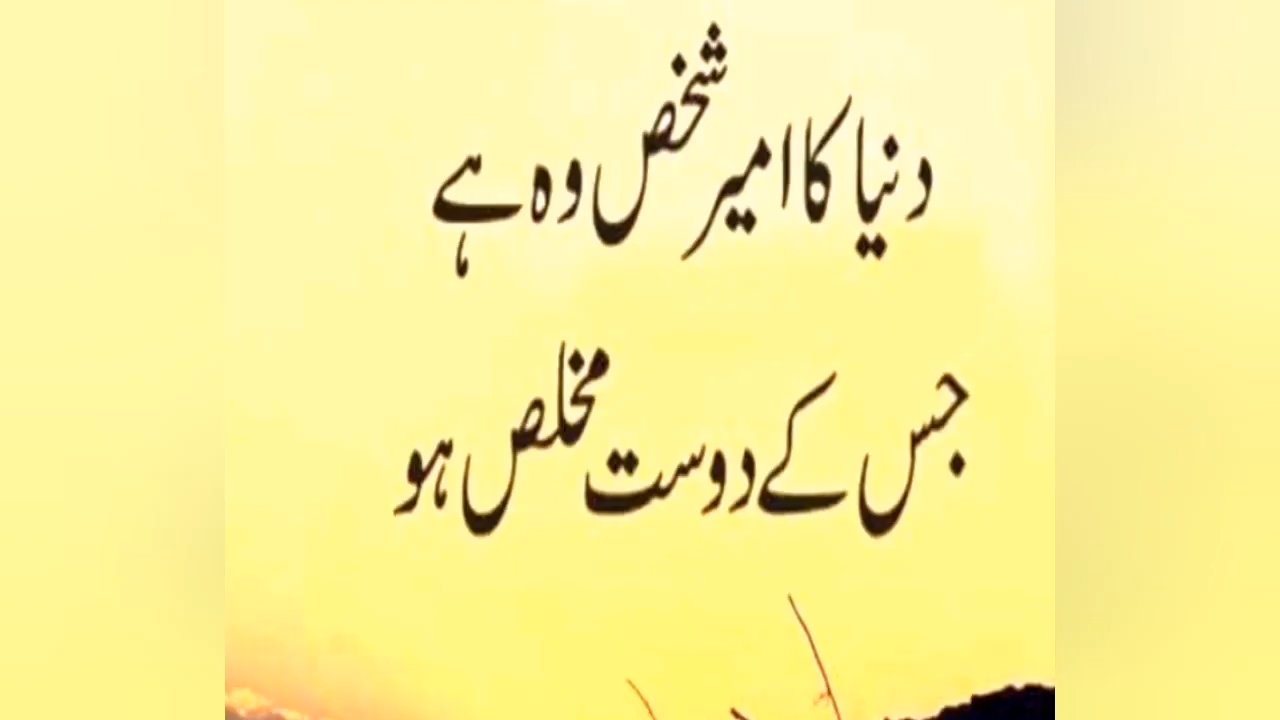 دنیا کا امیر شخص وہ ہے
جس کے دوست مخلص ہو